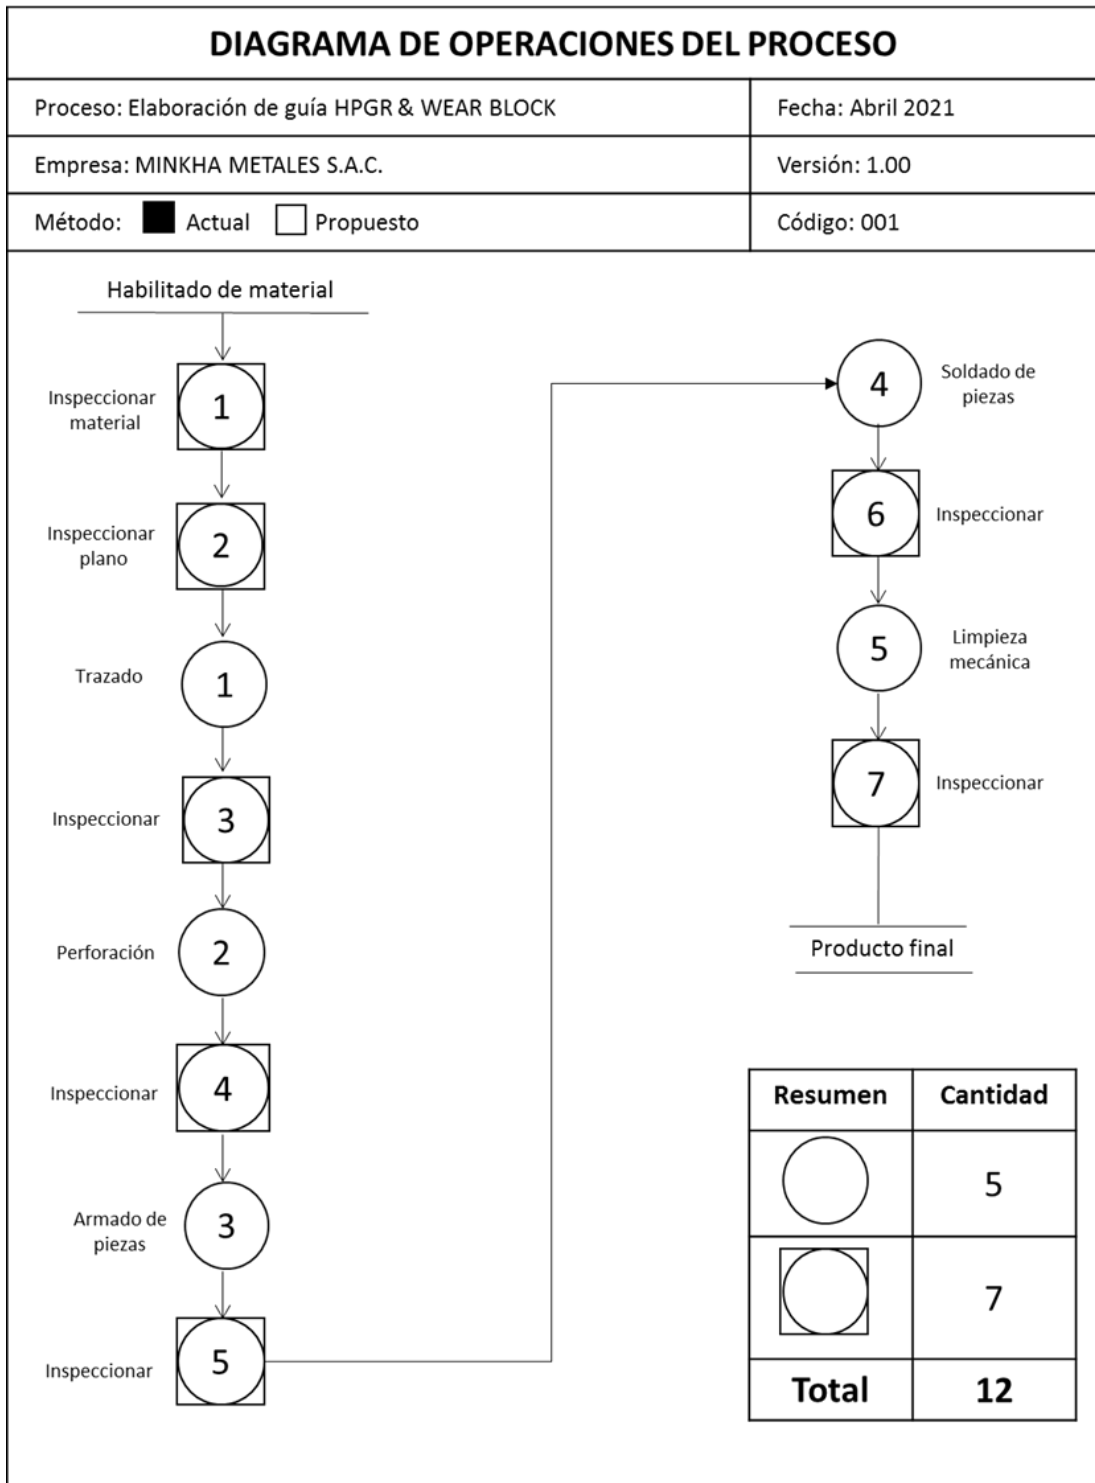 DIAGRAMA DE OPERACIONES DEL PROCESO
Proceso: Elaboración de guía HPGR & WEAR BLOCK
Fecha: Abril 2021
Empresa: MINKHA METALES S.A.C.
Versión: 1.00
Método: Actual Propuesto
Código: 001
Habilitado de material
Inspeccionar
material
1
Inspeccionar
plano
2
Trazado
1
Inspeccionar
3
Perforación
2
Inspeccionar
4
Armado de
piezas
3
Inspeccionar
5
4
Soldado de
piezas
6
Inspeccionar
5
Limpieza
mecánica
7
Inspeccionar
Producto final
Resumen Cantidad
5
7
Total 12